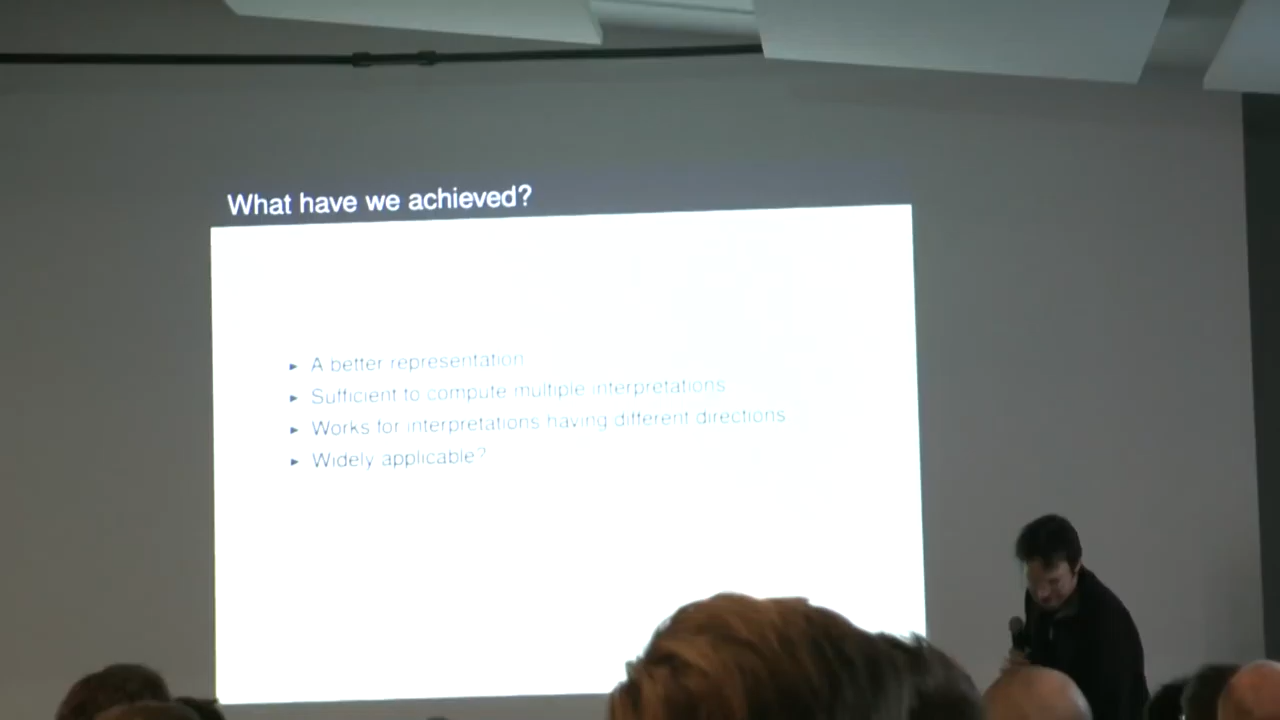 What have we achieved?
► A better representation
► Sufficient to compute multiple interpretations
► Works for interpretations having different directions
► Widely applicable?